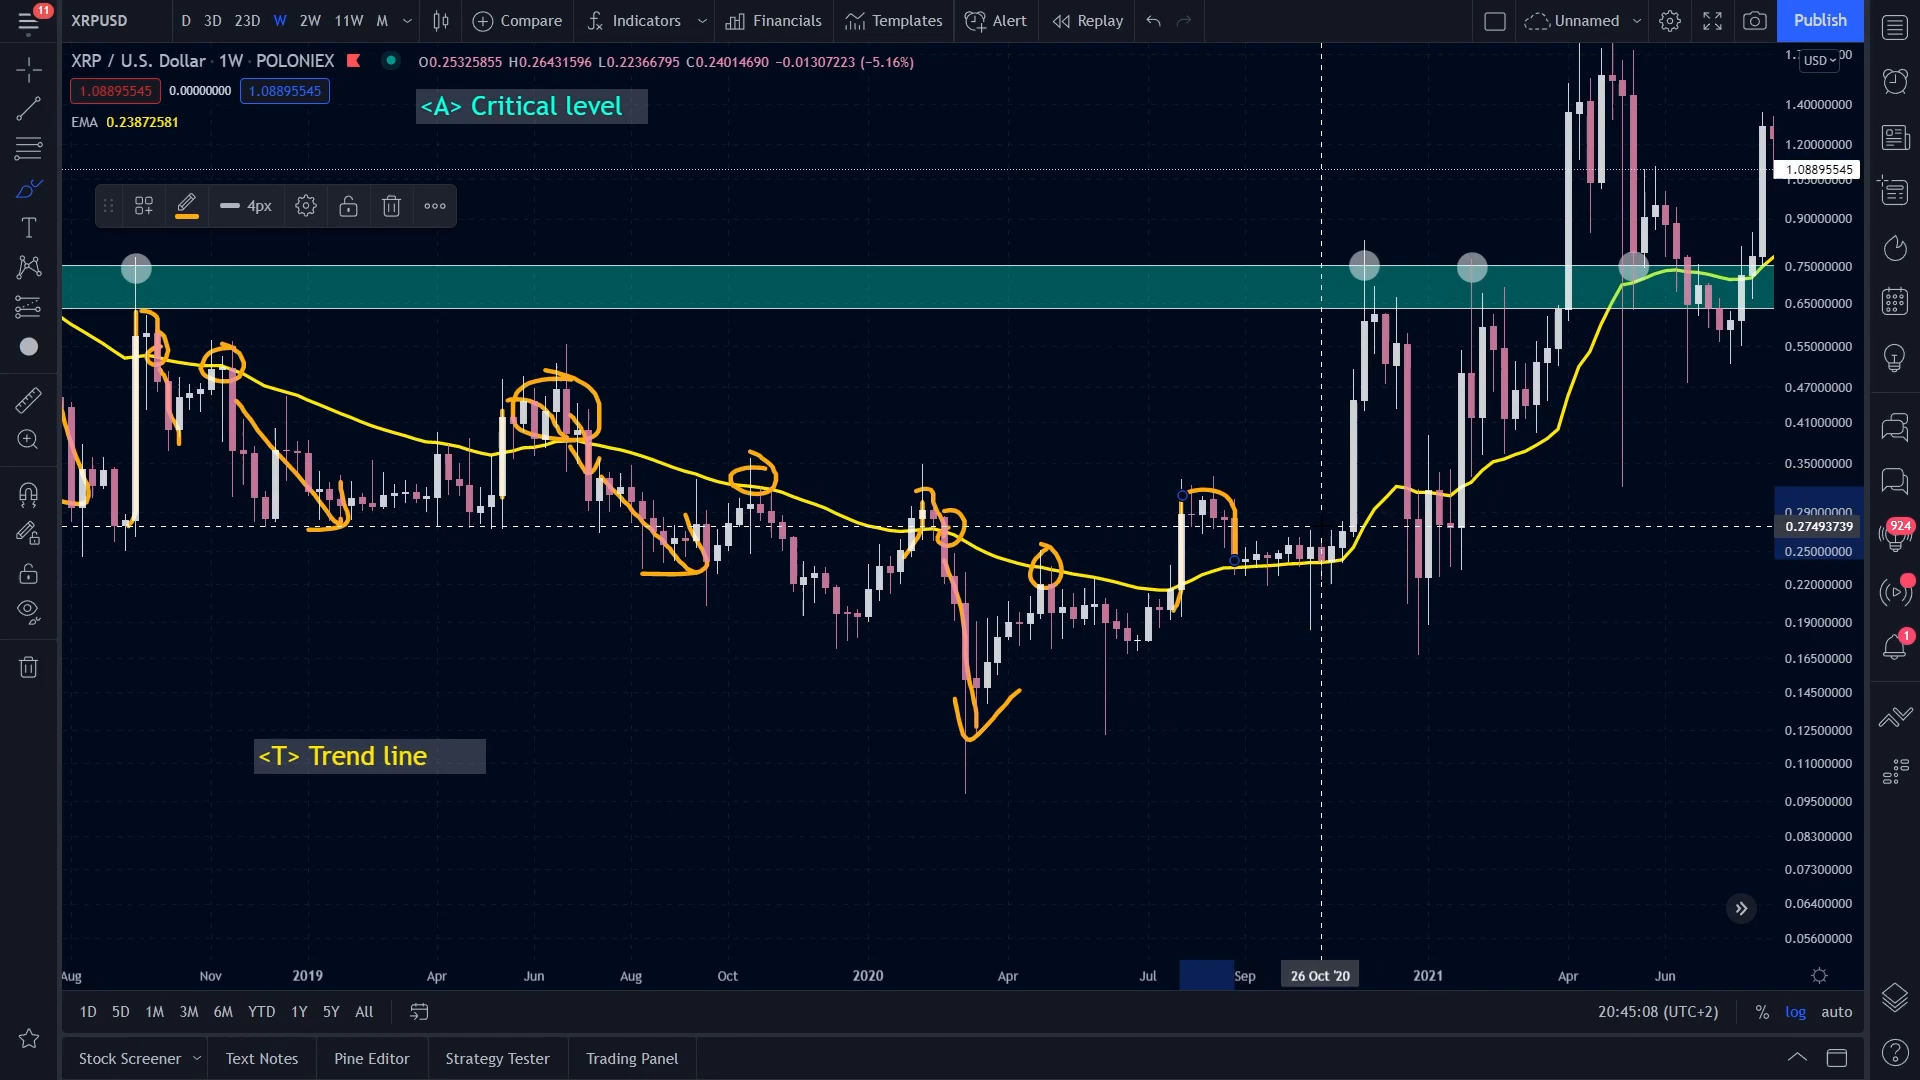 11
XRPUSD D 3D 23D W 2W 11W M Compare Indicators Financials Templates Alert Replay Unnamed Publish
XRP / U.S. Dollar · 1W · POLONIEX O0.25325855 H0.26431596 L0.22366795 C0.24014690 −0.01307223 (−5.16%)
USD
1.08895545 0.00000000 1.08895545
EMA 0.23872581
<A> Critical level
4px
1.40000000
1.20000000
1.08895545
0.90000000
0.75000000
0.65000000
0.55000000
0.47000000
0.41000000
0.35000000
0.29000000
0.27493739
0.25000000
0.22000000
0.19000000
0.16500000
0.14500000
0.12500000
0.11000000
0.09500000
0.08300000
0.07300000
0.06400000
0.05600000
924
1
<T> Trend line
Aug Nov 2019 Apr Jun Aug Oct 2020 Apr Jul Sep 26 Oct '20 2021 Apr Jun
1D 5D 1M 3M 6M YTD 1Y 5Y All 20:45:08 (UTC+2) % log auto
Stock Screener Text Notes Pine Editor Strategy Tester Trading Panel